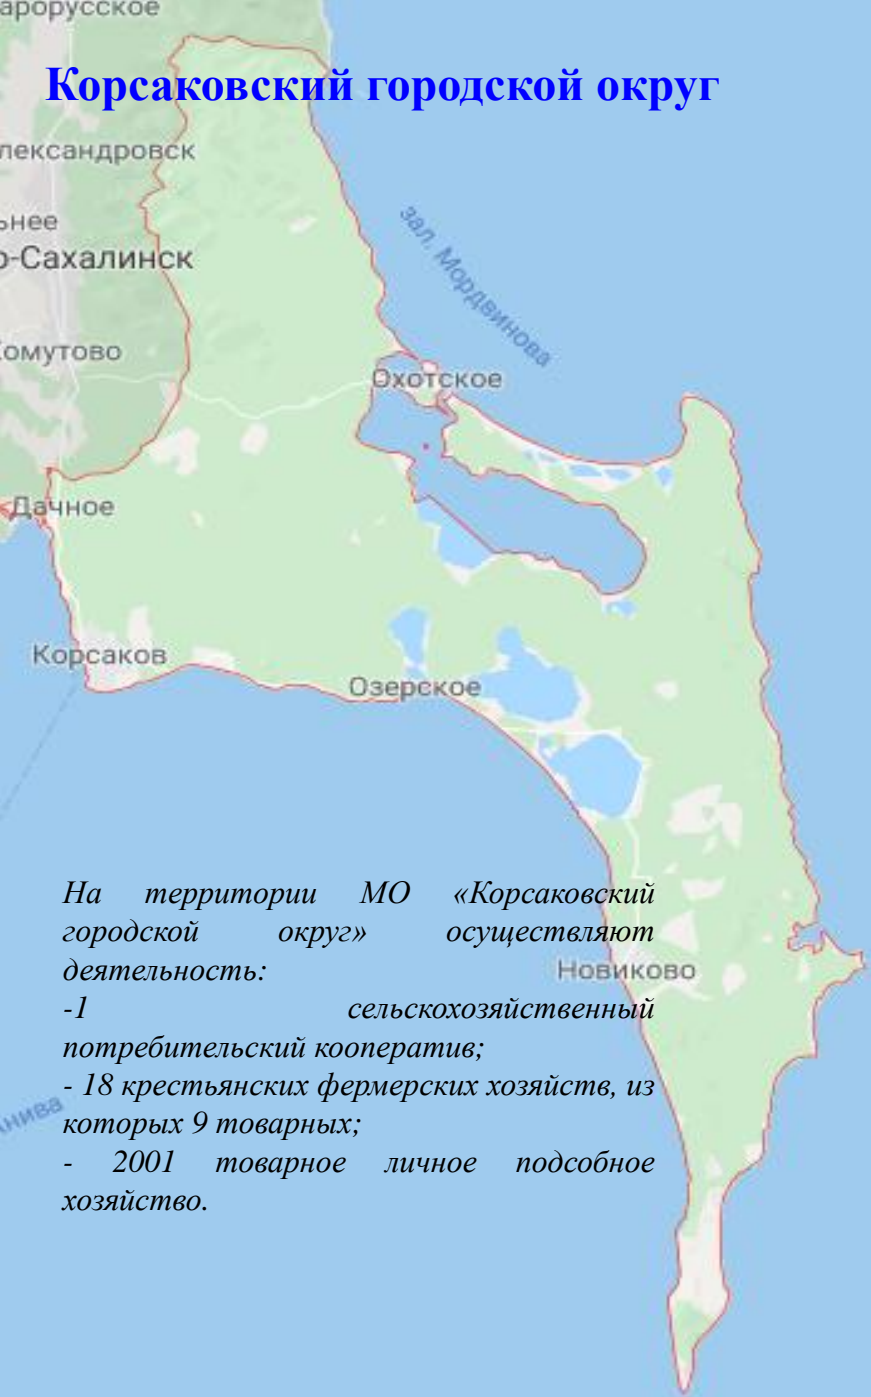 арорусское
Корсаковский городской округ
лександровск
ьнее
о-Сахалинск
зал. Мордвинова
Хомутово
Охотское
Дачное
Корсаков
Озерское
На территории МО «Корсаковский
городской округ» осуществляют
деятельность:
Новиково
-1 сельскохозяйственный
потребительский кооператив;
- 18 крестьянских фермерских хозяйств, из
которых 9 товарных;
Анива
- 2001 товарное личное подсобное
хозяйство.